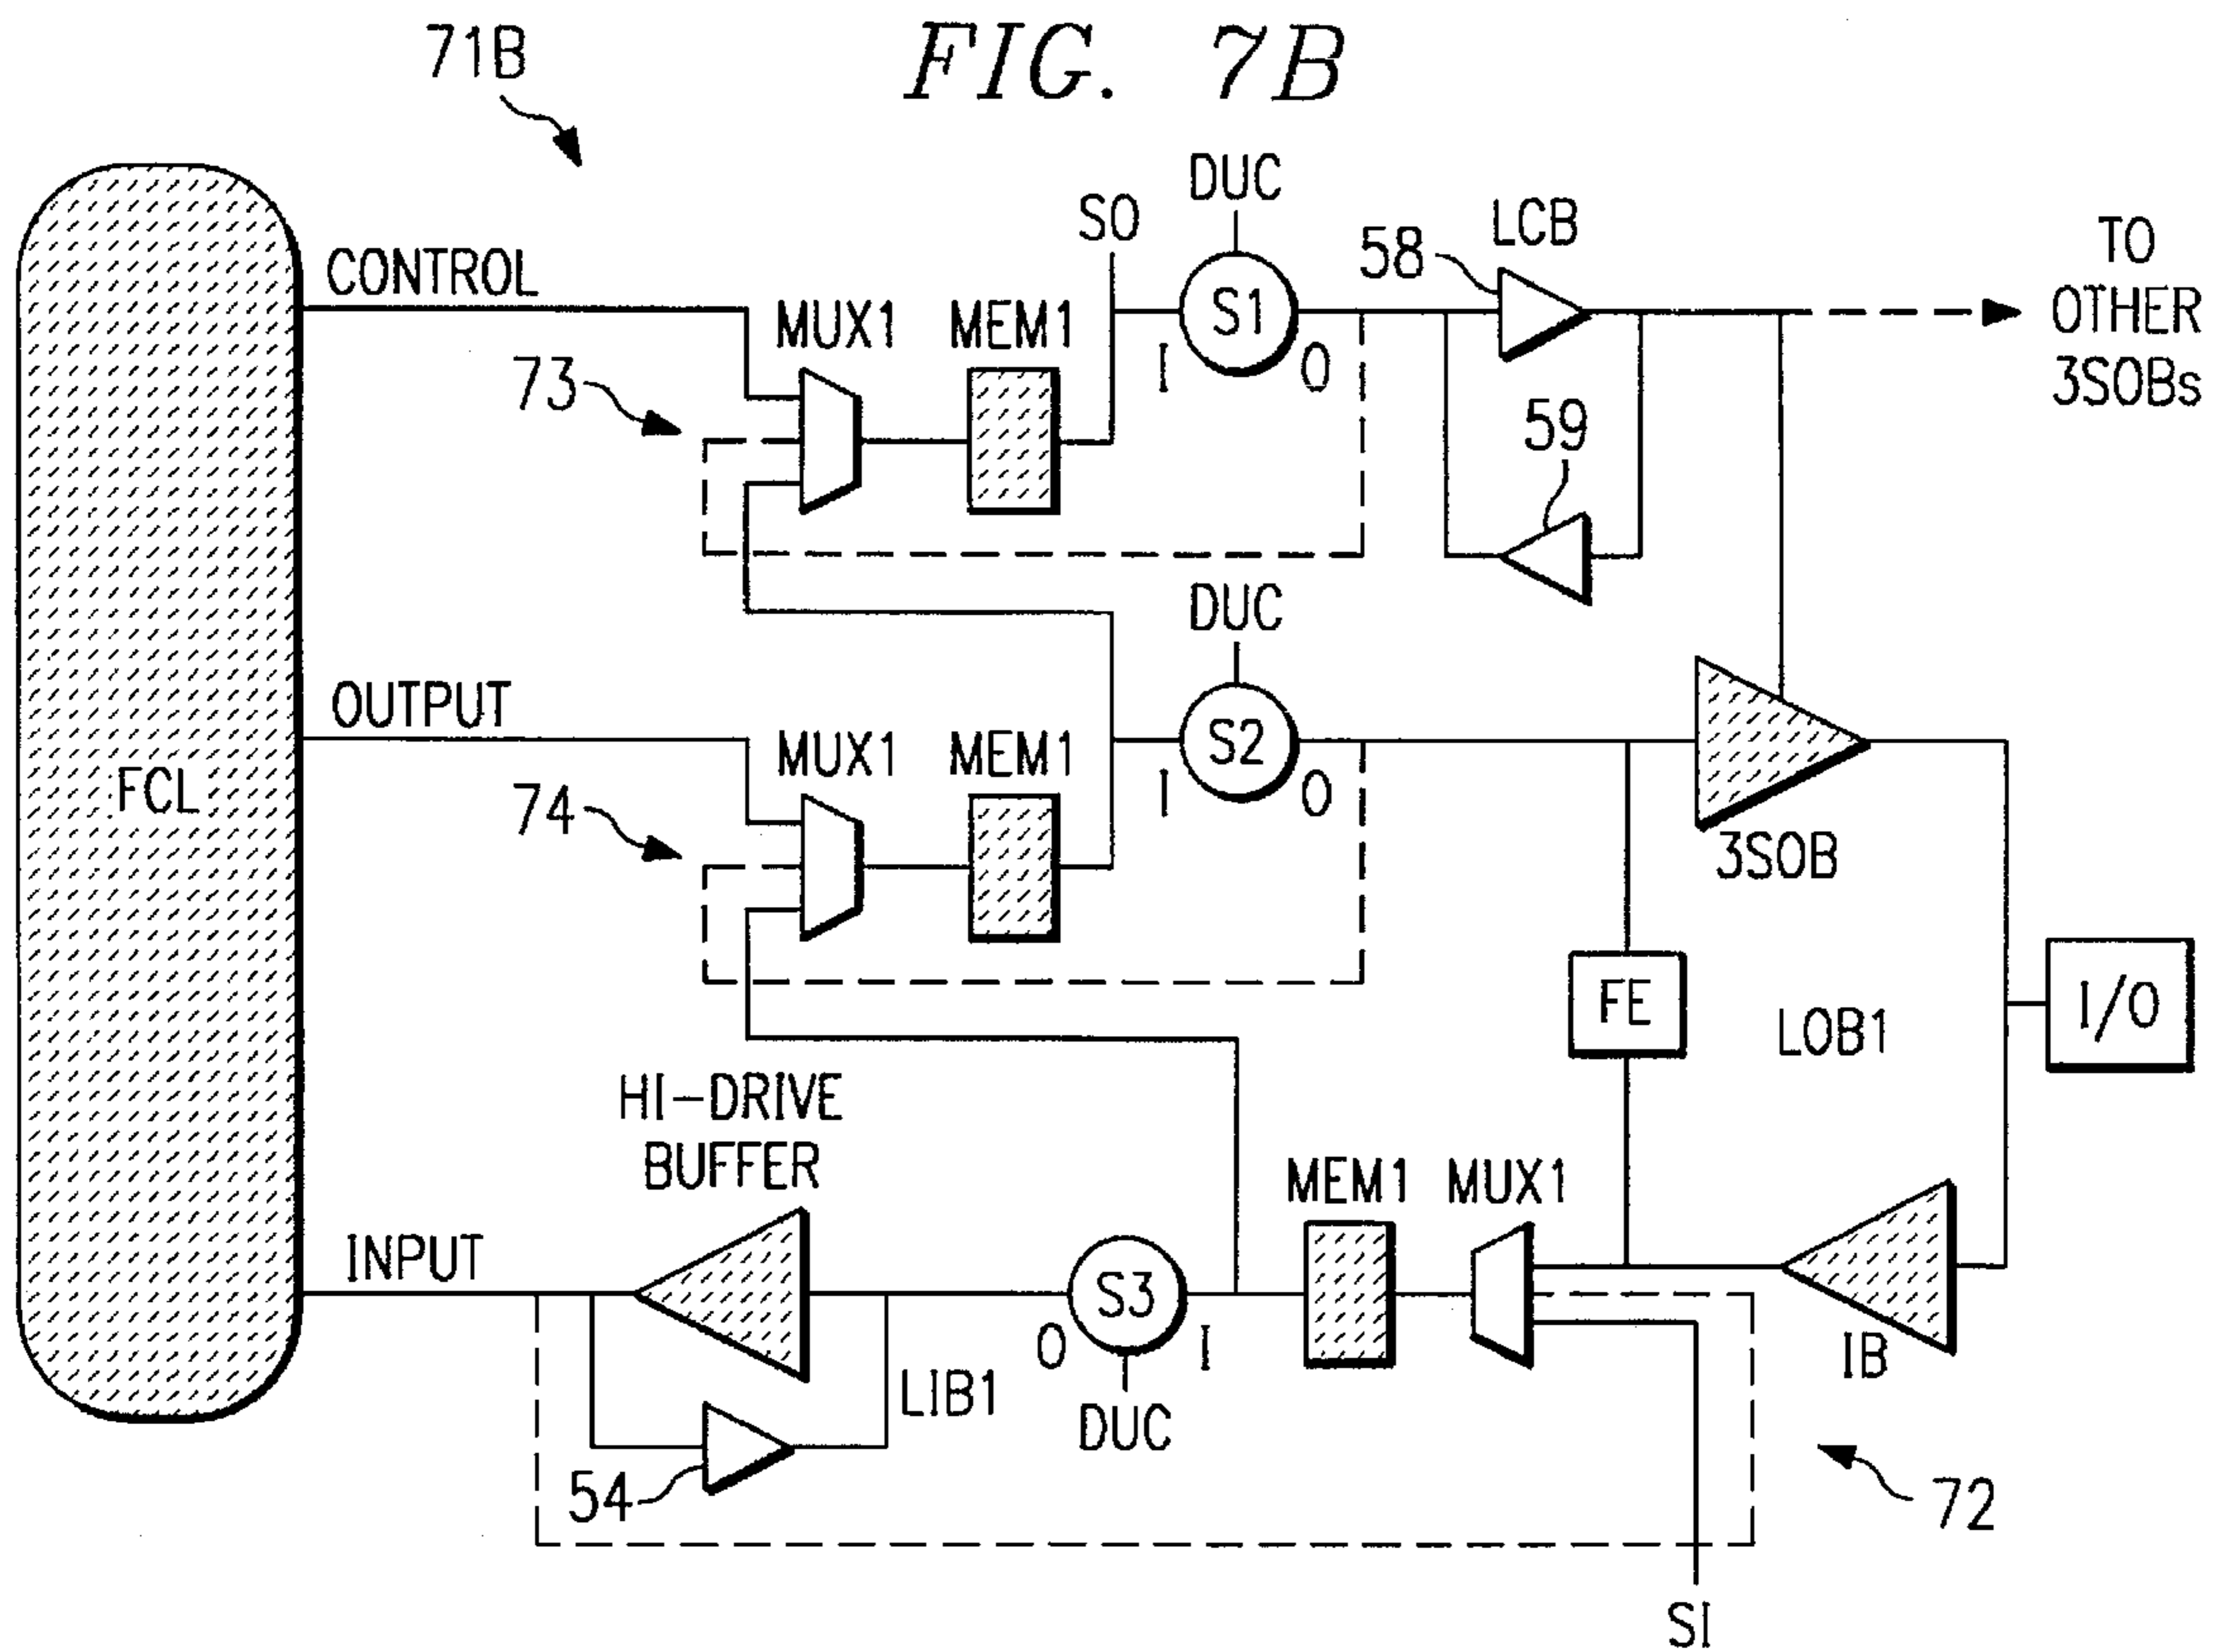 FIG. 7B
71B
CONTROL
SO
DUC
LCB
58
TO
OTHER
3SOBs
MUX1
MEM1
S1
I
O
73
59
DUC
OUTPUT
MUX1
MEM1
S2
I
O
FCL
74
3SOB
FE
LOB1
I/O
HI-DRIVE
BUFFER
MEM1
MUX1
INPUT
S3
O
I
IB
LIB1
DUC
54
72
SI